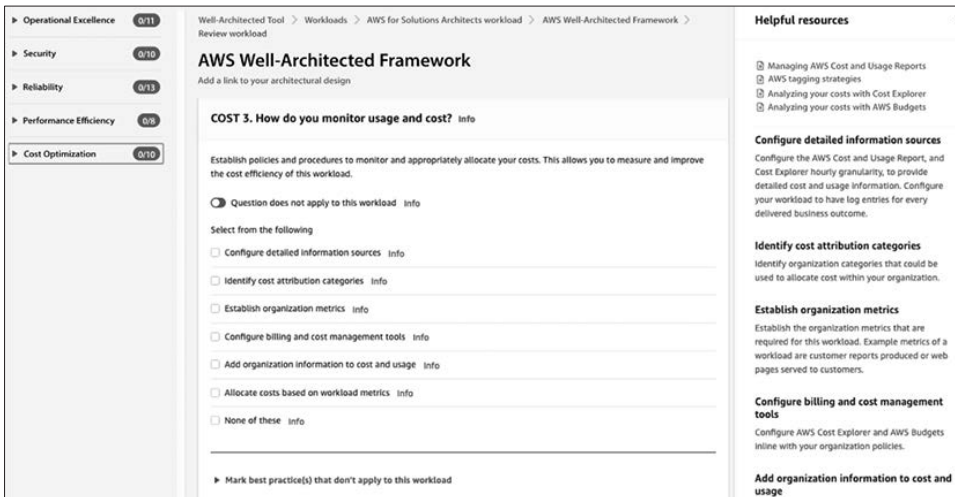 Operational Excellence 0/11
Security 0/10
Reliability 0/13
Performance Efficiency 0/8
Cost Optimization 0/10
Well-Architected Tool > Workloads > AWS for Solutions Architects workload > AWS Well-Architected Framework >
Review workload
AWS Well-Architected Framework
Add a link to your architectural design
COST 3. How do you monitor usage and cost? Info
Establish policies and procedures to monitor and appropriately allocate your costs. This allows you to measure and improve
the cost efficiency of this workload.
Question does not apply to this workload Info
Select from the following
Configure detailed information sources Info
Identify cost attribution categories Info
Establish organization metrics Info
Configure billing and cost management tools Info
Add organization information to cost and usage Info
Allocate costs based on workload metrics Info
None of these Info
Mark best practice(s) that don't apply to this workload
Helpful resources
Managing AWS Cost and Usage Reports
AWS tagging strategies
Analyzing your costs with Cost Explorer
Analyzing your costs with AWS Budgets
Configure detailed information sources
Configure the AWS Cost and Usage Report, and
Cost Explorer hourly granularity, to provide
detailed cost and usage information. Configure
your workload to have log entries for every
delivered business outcome.
Identify cost attribution categories
Identify organization categories that could be
used to allocate cost within your organization.
Establish organization metrics
Establish the organization metrics that are
required for this workload. Example metrics of a
workload are customer reports produced or web
pages served to customers.
Configure billing and cost management
tools
Configure AWS Cost Explorer and AWS Budgets
inline with your organization policies.
Add organization information to cost and
usage